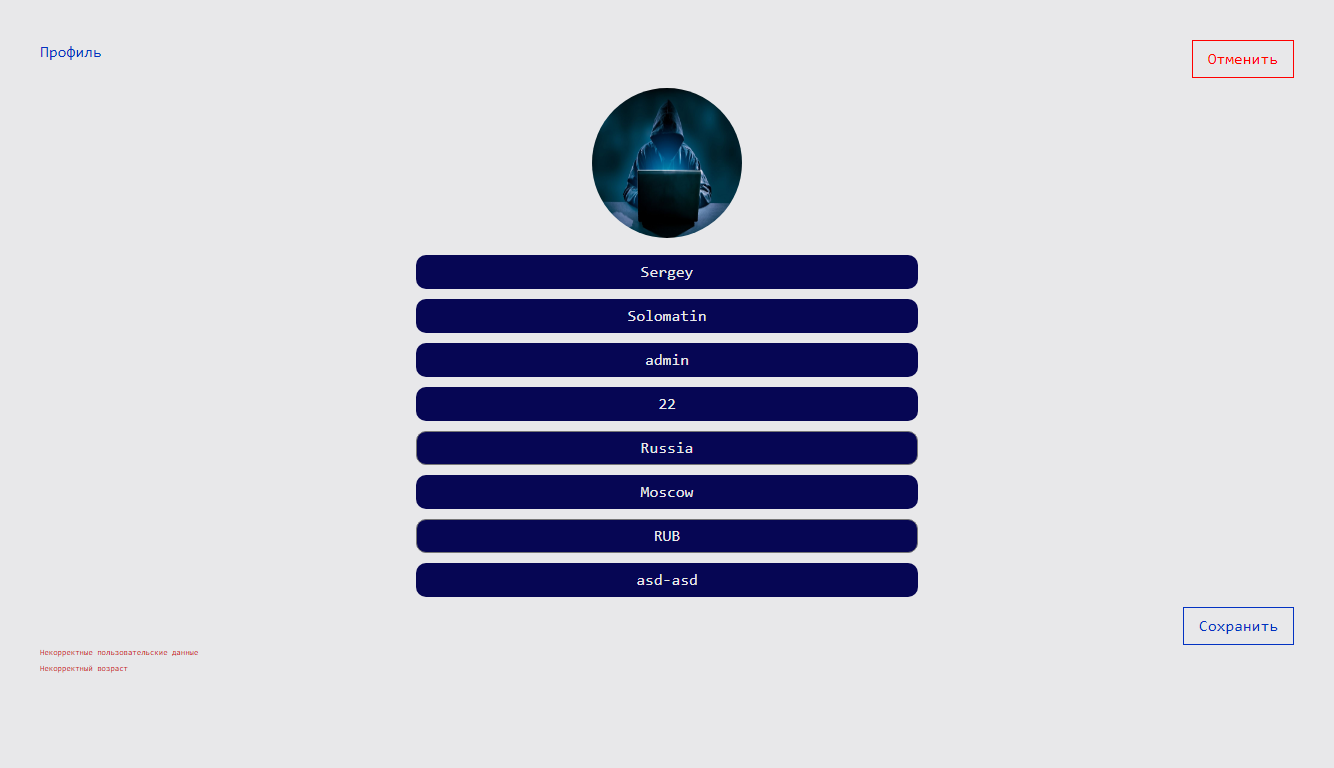 Профиль
Отменить
Sergey
Solomatin
admin
22
Russia
Moscow
RUB
asd-asd
Сохранить
Некорректные пользовательские данные
Некорректный возраст